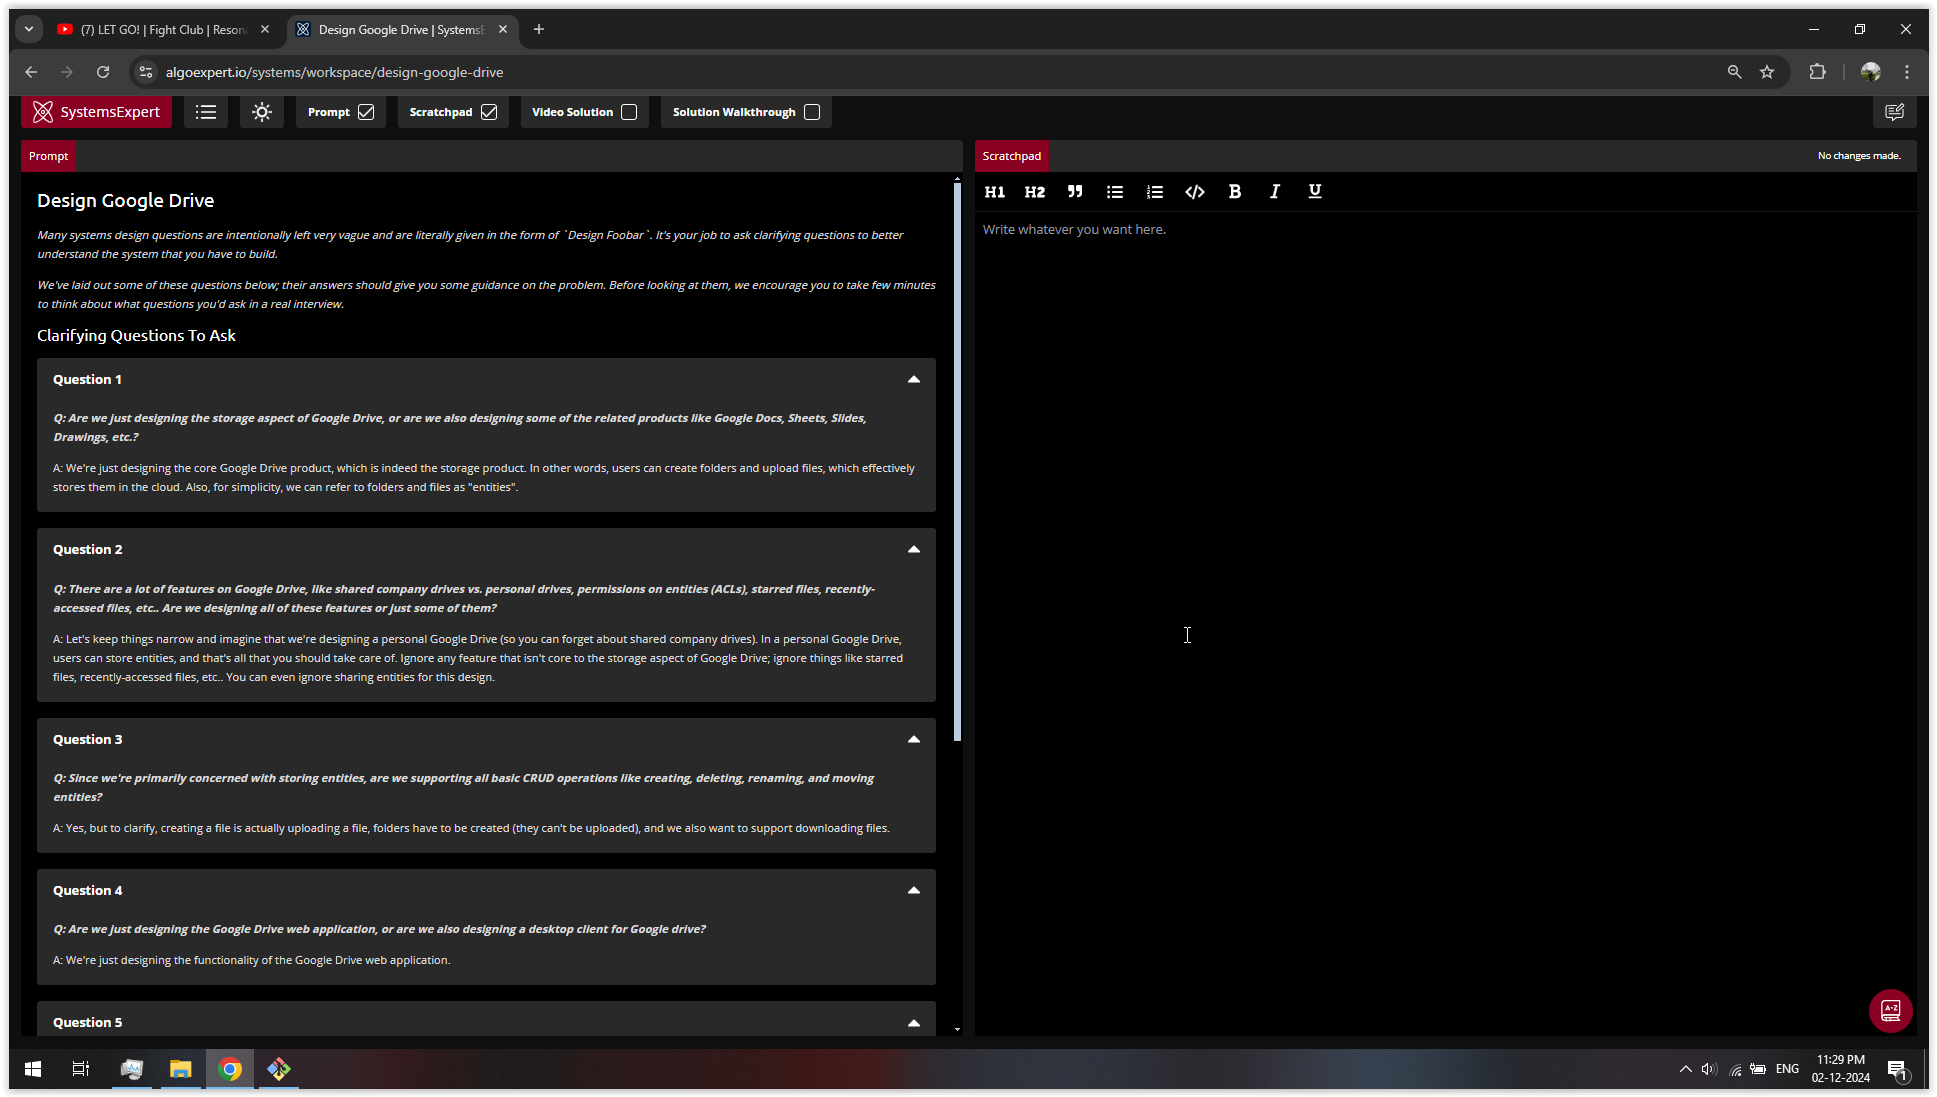 (7) LET GO! | Fight Club | Reson
Design Google Drive | SystemsE
algoexpert.io/systems/workspace/design-google-drive
SystemsExpert
Prompt
Scratchpad
Video Solution
Solution Walkthrough
Prompt
Design Google Drive
Many systems design questions are intentionally left very vague and are literally given in the form of `Design Foobar`. It's your job to ask clarifying questions to better
understand the system that you have to build.
We've laid out some of these questions below; their answers should give you some guidance on the problem. Before looking at them, we encourage you to take few minutes
to think about what questions you'd ask in a real interview.
Clarifying Questions To Ask
Question 1
Q: Are we just designing the storage aspect of Google Drive, or are we also designing some of the related products like Google Docs, Sheets, Slides,
Drawings, etc.?
A: We're just designing the core Google Drive product, which is indeed the storage product. In other words, users can create folders and upload files, which effectively
stores them in the cloud. Also, for simplicity, we can refer to folders and files as "entities".
Question 2
Q: There are a lot of features on Google Drive, like shared company drives vs. personal drives, permissions on entities (ACLs), starred files, recently-
accessed files, etc.. Are we designing all of these features or just some of them?
A: Let's keep things narrow and imagine that we're designing a personal Google Drive (so you can forget about shared company drives). In a personal Google Drive,
users can store entities, and that's all that you should take care of. Ignore any feature that isn't core to the storage aspect of Google Drive; ignore things like starred
files, recently-accessed files, etc.. You can even ignore sharing entities for this design.
Question 3
Q: Since we're primarily concerned with storing entities, are we supporting all basic CRUD operations like creating, deleting, renaming, and moving
entities?
A: Yes, but to clarify, creating a file is actually uploading a file, folders have to be created (they can't be uploaded), and we also want to support downloading files.
Question 4
Q: Are we just designing the Google Drive web application, or are we also designing a desktop client for Google drive?
A: We're just designing the functionality of the Google Drive web application.
Question 5
Scratchpad
No changes made.
H1 H2 B I U
Write whatever you want here.
A-Z
ENG
11:29 PM
02-12-2024
1